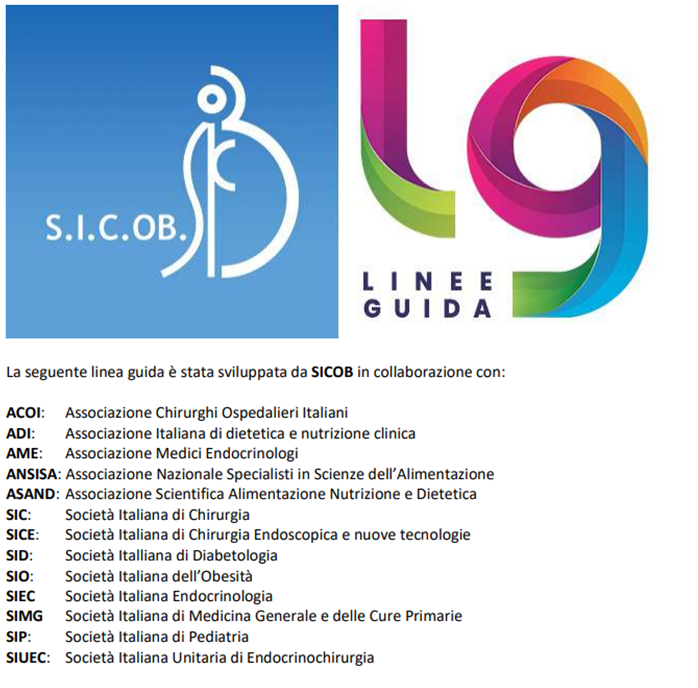 S.I.C.OB.
LINEE
GUIDA
La seguente linea guida è stata sviluppata da SICOB in collaborazione con:
ACOI: Associazione Chirurghi Ospedalieri Italiani
ADI: Associazione Italiana di dietetica e nutrizione clinica
AME: Associazione Medici Endocrinologi
ANSISA: Associazione Nazionale Specialisti in Scienze dell’Alimentazione
ASAND: Associazione Scientifica Alimentazione Nutrizione e Dietetica
SIC: Società Italiana di Chirurgia
SICE: Società Italiana di Chirurgia Endoscopica e nuove tecnologie
SID: Società Italliana di Diabetologia
SIO: Società Italiana dell’Obesità
SIEC Società Italiana Endocrinologia
SIMG Società Italiana di Medicina Generale e delle Cure Primarie
SIP: Società Italiana di Pediatria
SIUEC: Società Italiana Unitaria di Endocrinochirurgia